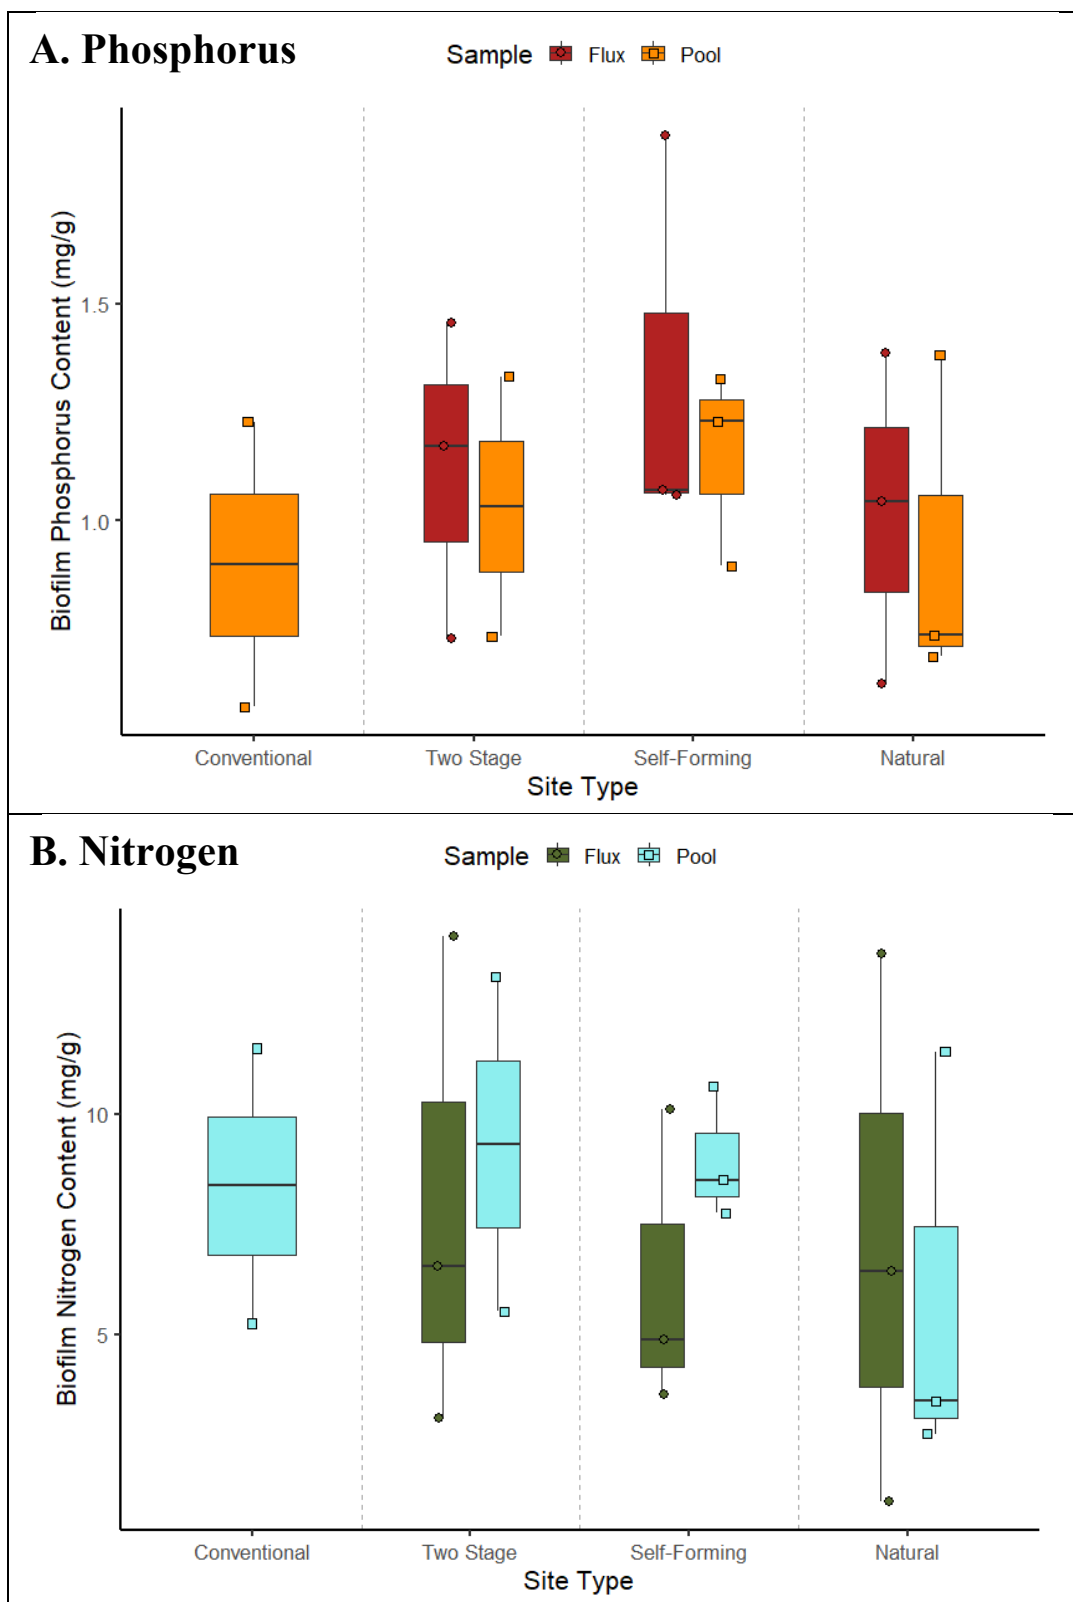 A. Phosphorus
Sample Flux Pool
Biofilm Phosphorus Content (mg/g)
1.5
1.0
Conventional Two Stage Self-Forming Natural
Site Type
B. Nitrogen
Sample Flux Pool
Biofilm Nitrogen Content (mg/g)
10
5
Conventional Two Stage Self-Forming Natural
Site Type